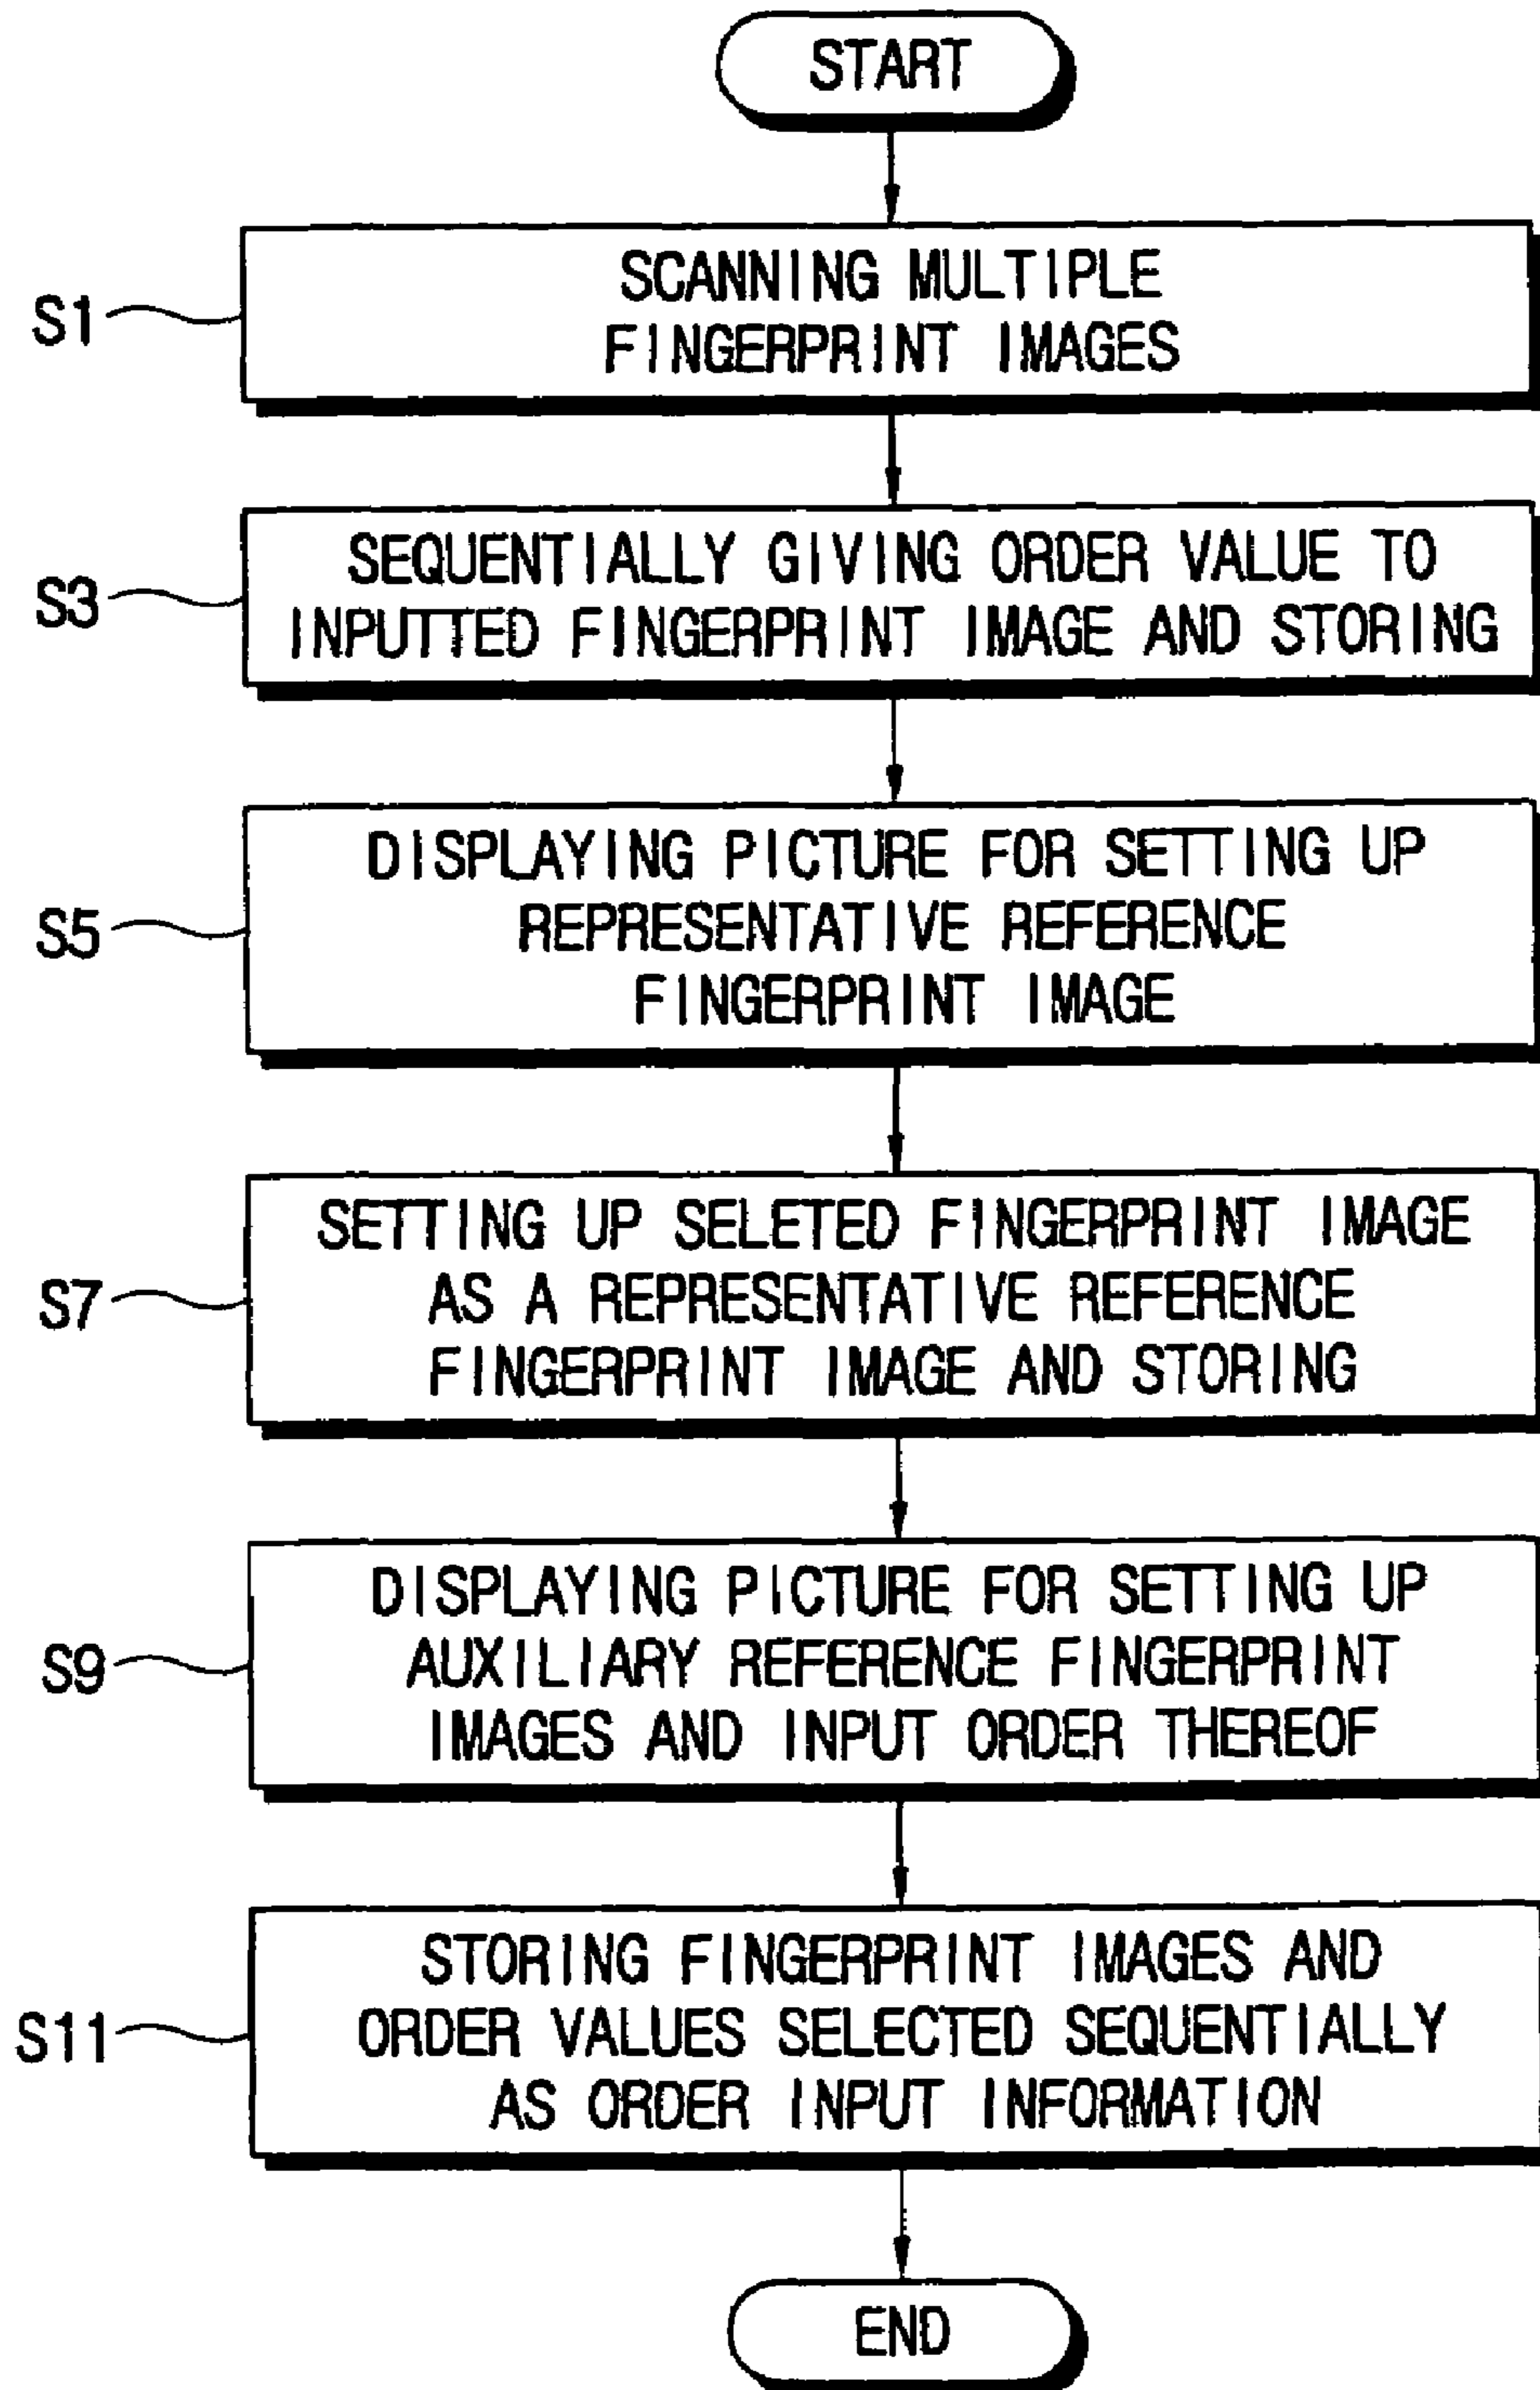 START
S1
SCANNING MULTIPLE
FINGERPRINT IMAGES
S3
SEQUENTIALLY GIVING ORDER VALUE TO
INPUTTED FINGERPRINT IMAGE AND STORING
S5
DISPLAYING PICTURE FOR SETTING UP
REPRESENTATIVE REFERENCE
FINGERPRINT IMAGE
S7
SETTING UP SELETED FINGERPRINT IMAGE
AS A REPRESENTATIVE REFERENCE
FINGERPRINT IMAGE AND STORING
S9
DISPLAYING PICTURE FOR SETTING UP
AUXILIARY REFERENCE FINGERPRINT
IMAGES AND INPUT ORDER THEREOF
S11
STORING FINGERPRINT IMAGES AND
ORDER VALUES SELECTED SEQUENTIALLY
AS ORDER INPUT INFORMATION
END